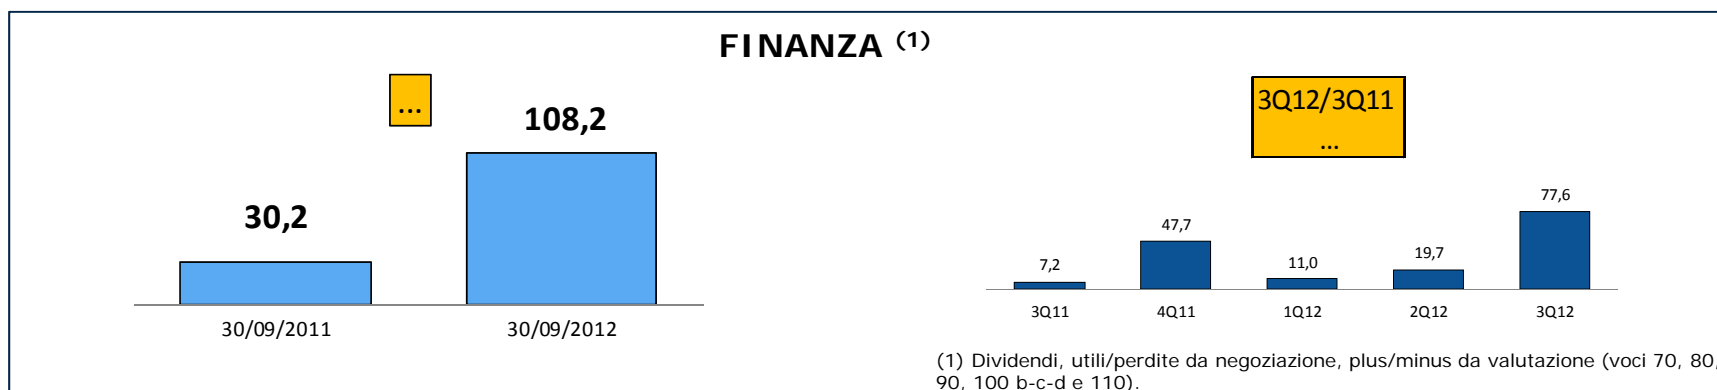 FINANZA (1)
...
108,2
30,2
30/09/2011
30/09/2012
3Q12/3Q11
...
7,2
47,7
11,0
19,7
77,6
3Q11
4Q11
1Q12
2Q12
3Q12
(1) Dividendi, utili/perdite da negoziazione, plus/minus da valutazione (voci 70, 80,
90, 100 b-c-d e 110).